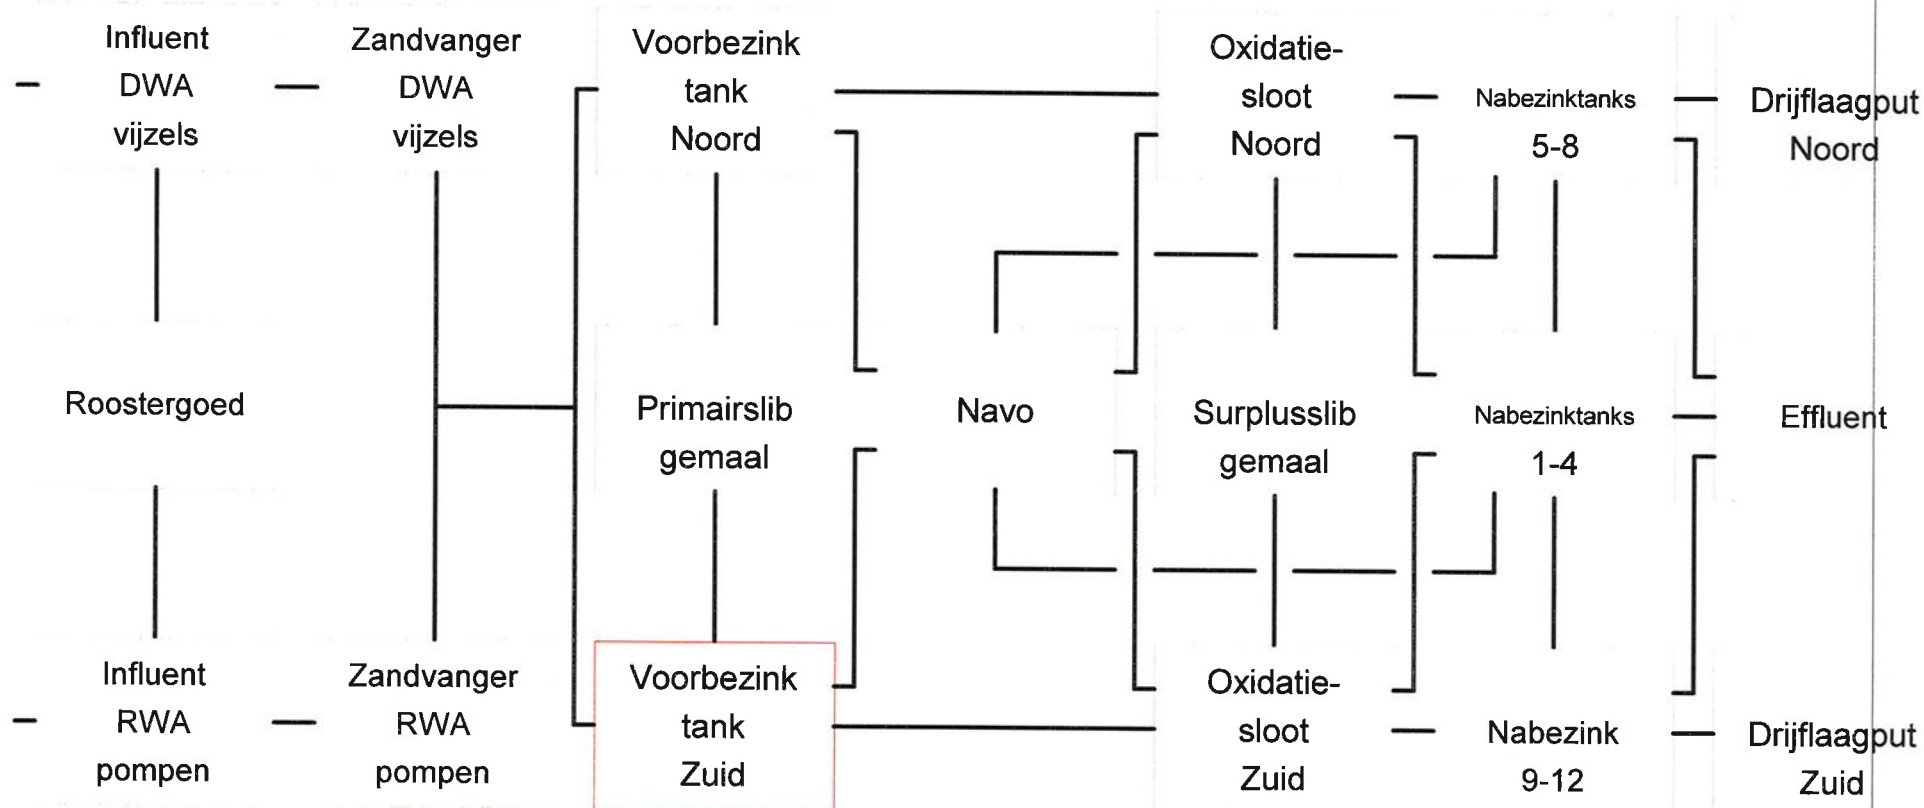 Influent
DWA
vijzels
Zandvanger
DWA
vijzels
Voorbezink
tank
Noord
Oxidatie-
sloot
Noord
Nabezinktanks
5-8
Drijflaagput
Noord
Roostergoed
Primairslib
gemaal
Navo
Surplusslib
gemaal
Nabezinktanks
1-4
Effluent
Influent
RWA
pompen
Zandvanger
RWA
pompen
Voorbezink
tank
Zuid
Oxidatie-
sloot
Zuid
Nabezink
9-12
Drijflaagput
Zuid